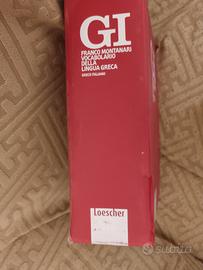 GI
FRANCO MONTANARI
VOCABOLARIO
DELLA
LINGUA GRECA
GRECO ITALIANO
Loescher
subito